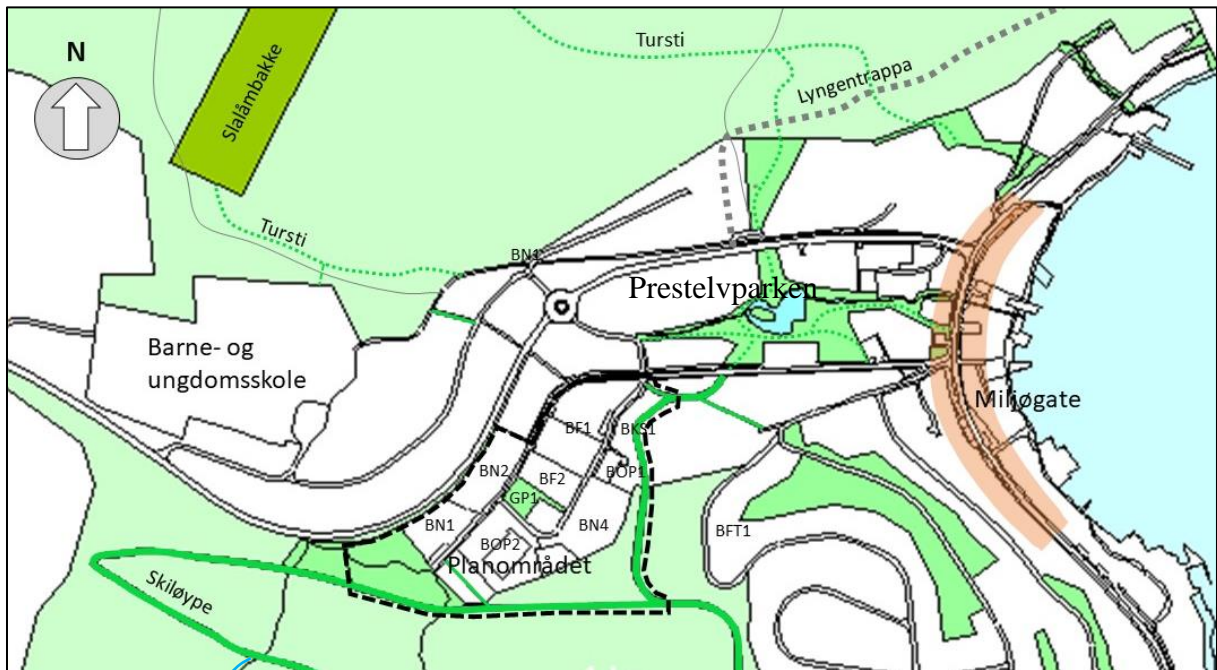 Tursti
N
Slalåmbakke
Lyngentrappa
Tursti
BN1
Prestelvparken
Barne- og
ungdomsskole
Miljøgate
BF1
BKS1
BN2
BF2
BOP1
GP1
BN1
BN4
BFT1
BOP2
Planområdet
Skiløype